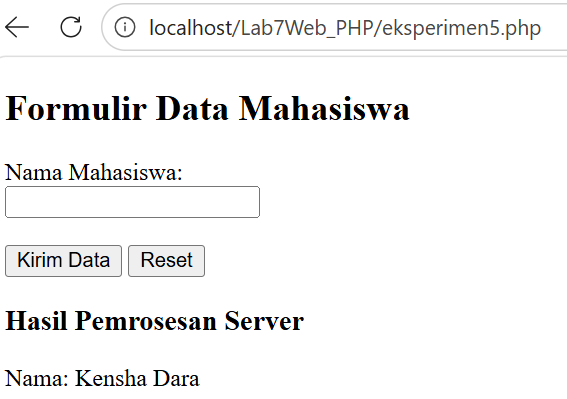 localhost/Lab7Web_PHP/eksperimen5.php
Formulir Data Mahasiswa
Nama Mahasiswa:
Kirim Data Reset
Hasil Pemrosesan Server
Nama: Kensha Dara